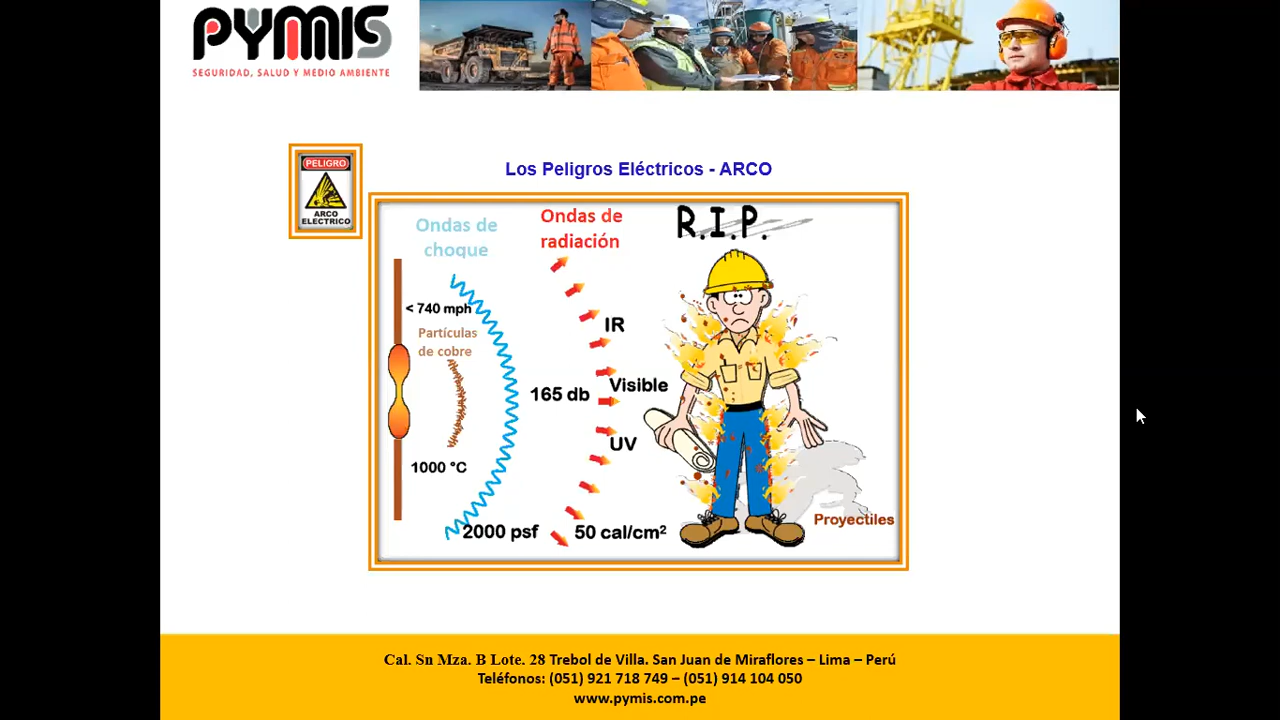 PYMIS
SEGURIDAD, SALUD Y MEDIO AMBIENTE
PELIGRO
ARCO
ELECTRICO
Los Peligros Eléctricos - ARCO
Ondas de
choque
Ondas de
radiación
R.I.P.
< 740 mph
Partículas
de cobre
IR
165 db
Visible
UV
1000 °C
2000 psf
50 cal/cm²
Proyectiles
Cal. Sn Mza. B Lote. 28 Trebol de Villa. San Juan de Miraflores – Lima – Perú
Teléfonos: (051) 921 718 749 – (051) 914 104 050
www.pymis.com.pe